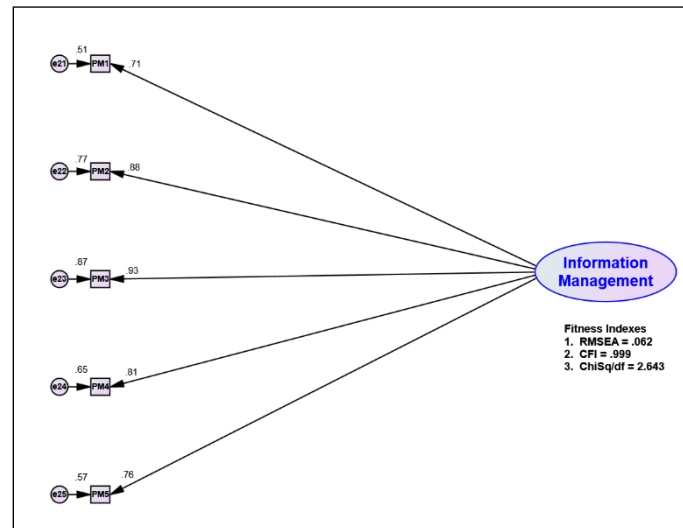 .51
e21 PM1 .71
.77
e22 PM2 .88
.87
e23 PM3 .93
.65
e24 PM4 .81
.57
e25 PM5 .76
Information
Management
Fitness Indexes
1. RMSEA = .062
2. CFI = .999
3. ChiSq/df = 2.643